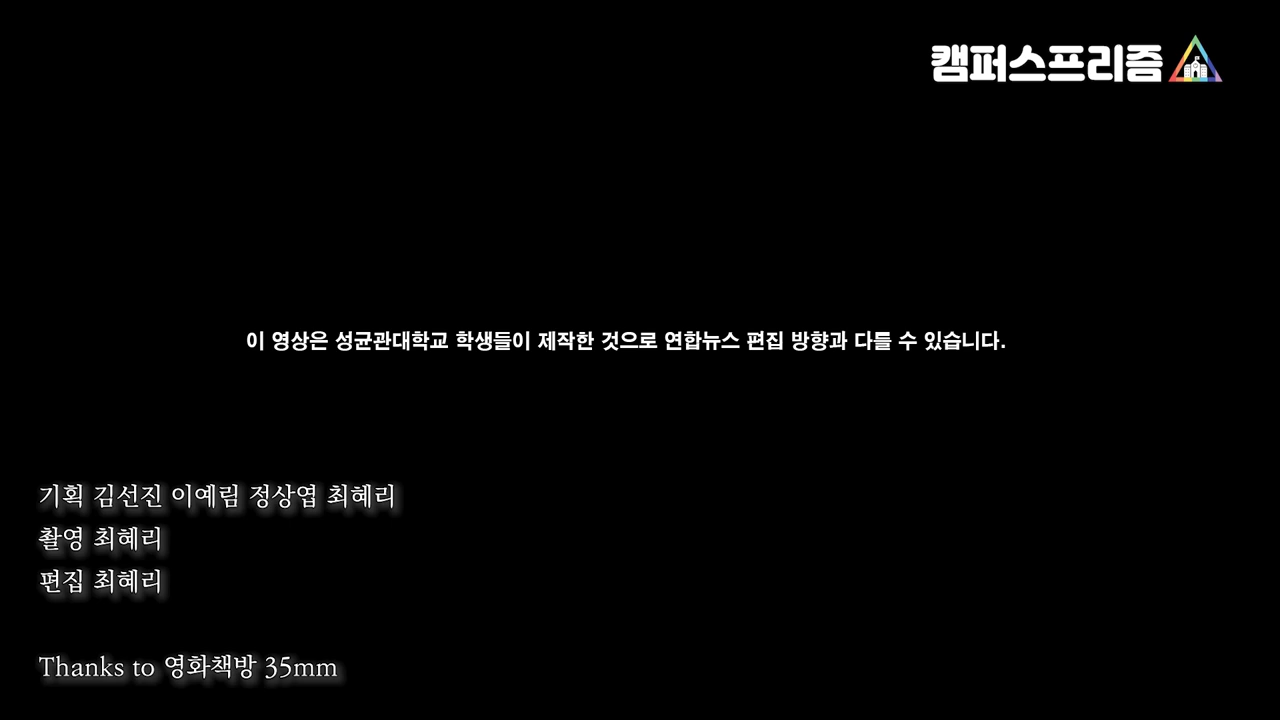 캠퍼스프리즘
이 영상은 성균관대학교 학생들이 제작한 것으로 연합뉴스 편집 방향과 다를 수 있습니다.
기획 김선진 이예림 정상엽 최혜리
촬영 최혜리
편집 최혜리
Thanks to 영화책방 35mm